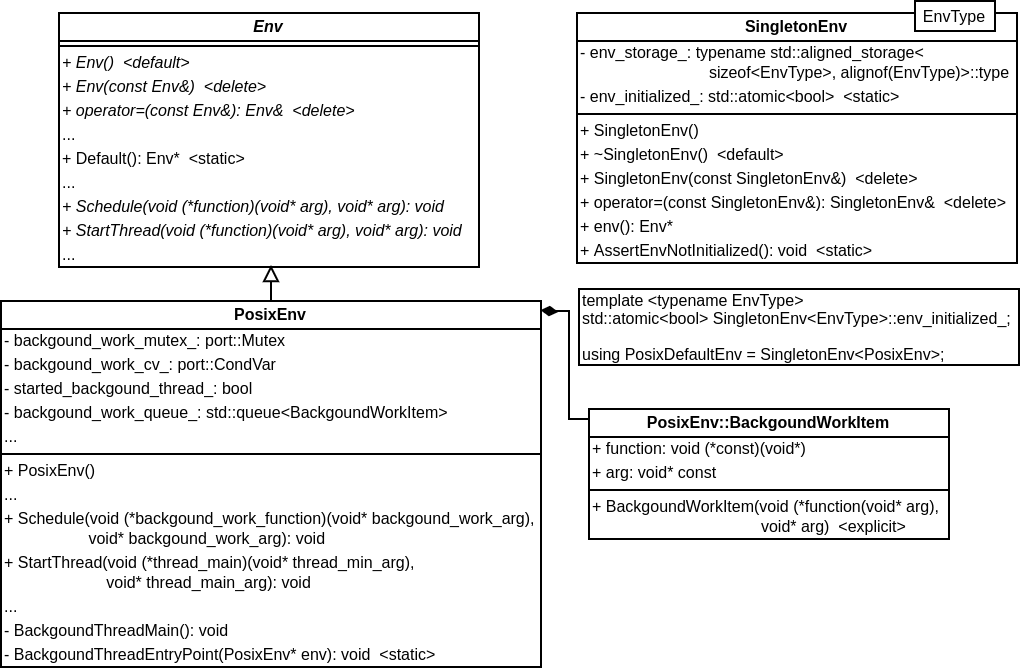 Env
+ Env()  <default>
+ Env(const Env&)  <delete>
+ operator=(const Env&): Env&  <delete>
...
+ Default(): Env*  <static>
...
+ Schedule(void (*function)(void* arg), void* arg): void
+ StartThread(void (*function)(void* arg), void* arg): void
...
EnvType
SingletonEnv
- env_storage_: typename std::aligned_storage<
sizeof<EnvType>, alignof(EnvType)>::type
- env_initialized_: std::atomic<bool>  <static>
+ SingletonEnv()
+ ~SingletonEnv()  <default>
+ SingletonEnv(const SingletonEnv&)  <delete>
+ operator=(const SingletonEnv&): SingletonEnv&  <delete>
+ env(): Env*
+ AssertEnvNotInitialized(): void  <static>
template <typename EnvType>
std::atomic<bool> SingletonEnv<EnvType>::env_initialized_;
using PosixDefaultEnv = SingletonEnv<PosixEnv>;
PosixEnv
- backgound_work_mutex_: port::Mutex
- backgound_work_cv_: port::CondVar
- started_backgound_thread_: bool
- backgound_work_queue_: std::queue<BackgoundWorkItem>
...
+ PosixEnv()
...
+ Schedule(void (*backgound_work_function)(void* backgound_work_arg),
void* backgound_work_arg): void
+ StartThread(void (*thread_main)(void* thread_min_arg),
void* thread_main_arg): void
...
- BackgoundThreadMain(): void
- BackgoundThreadEntryPoint(PosixEnv* env): void  <static>
PosixEnv::BackgoundWorkItem
+ function: void (*const)(void*)
+ arg: void* const
+ BackgoundWorkItem(void (*function(void* arg),
void* arg)  <explicit>